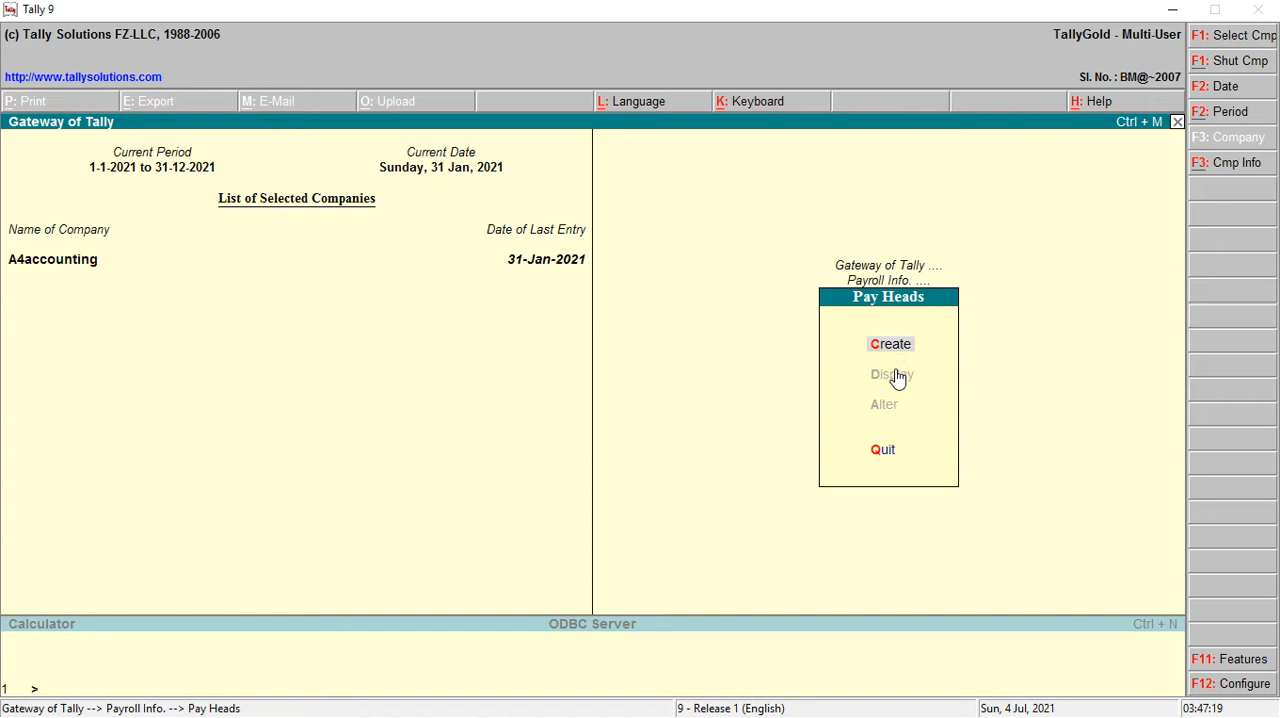 Tally 9
(c) Tally Solutions FZ-LLC, 1988-2006
TallyGold - Multi-User
http://www.tallysolutions.com
Sl. No. : BM@~2007
P: Print
E: Export
M: E-Mail
O: Upload
L: Language
K: Keyboard
H: Help
Gateway of Tally
Ctrl + M
Current Period
1-1-2021 to 31-12-2021
Current Date
Sunday, 31 Jan, 2021
List of Selected Companies
Name of Company
Date of Last Entry
A4accounting
31-Jan-2021
Gateway of Tally ....
Payroll Info. ....
Pay Heads
Create
Display
Alter
Quit
F1: Select Cmp
F1: Shut Cmp
F2: Date
F2: Period
F3: Company
F3: Cmp Info
F11: Features
F12: Configure
Calculator
ODBC Server
Ctrl + N
1 >
Gateway of Tally --> Payroll Info. --> Pay Heads
9 - Release 1 (English)
Sun, 4 Jul, 2021
03:47:19